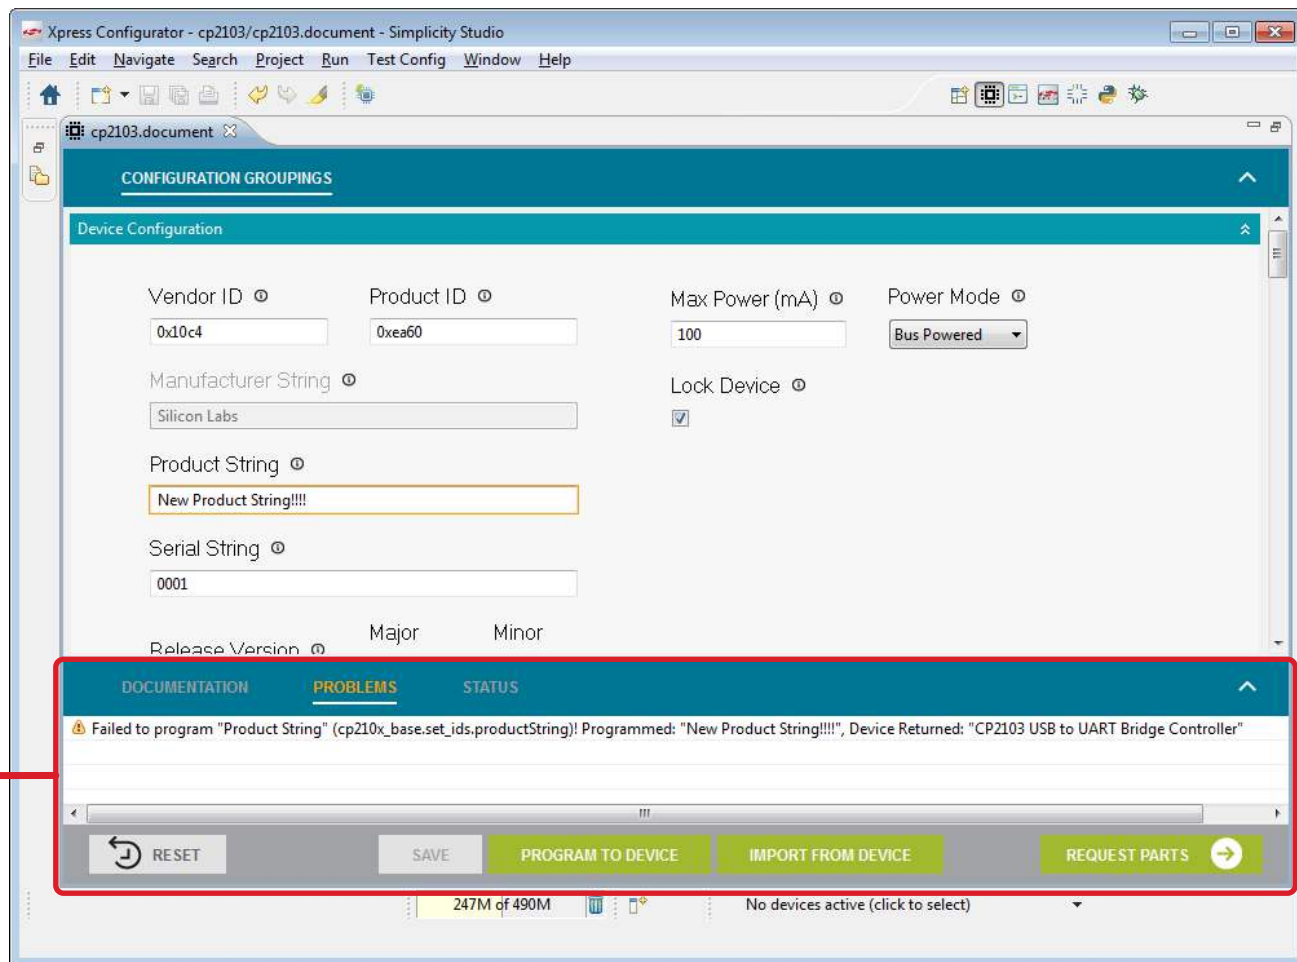 Xpress Configurator - cp2103/cp2103.document - Simplicity Studio
File Edit Navigate Search Project Run Test Config Window Help
cp2103.document
CONFIGURATION GROUPINGS
Device Configuration
Vendor ID Product ID Max Power (mA) Power Mode
0x10c4 0xea60 100 Bus Powered
Manufacturer String Lock Device
Silicon Labs
Product String
New Product String!!!!
Serial String
0001
Major Minor
Release Version
DOCUMENTATION PROBLEMS STATUS
Failed to program "Product String" (cp210x_base.set_ids.productString)! Programmed: "New Product String!!!!", Device Returned: "CP2103 USB to UART Bridge Controller"
RESET SAVE PROGRAM TO DEVICE IMPORT FROM DEVICE REQUEST PARTS
247M of 490M No devices active (click to select)